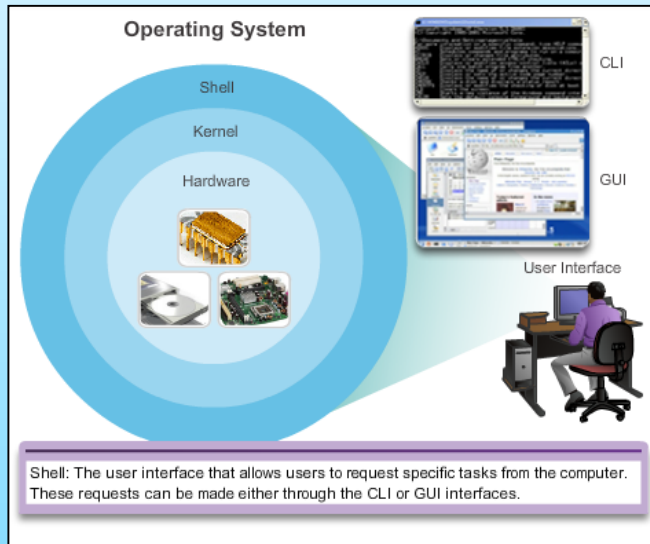 Operating System
CLI
Shell
Kernel
Hardware
GUI
User Interface
Shell: The user interface that allows users to request specific tasks from the computer.
These requests can be made either through the CLI or GUI interfaces.